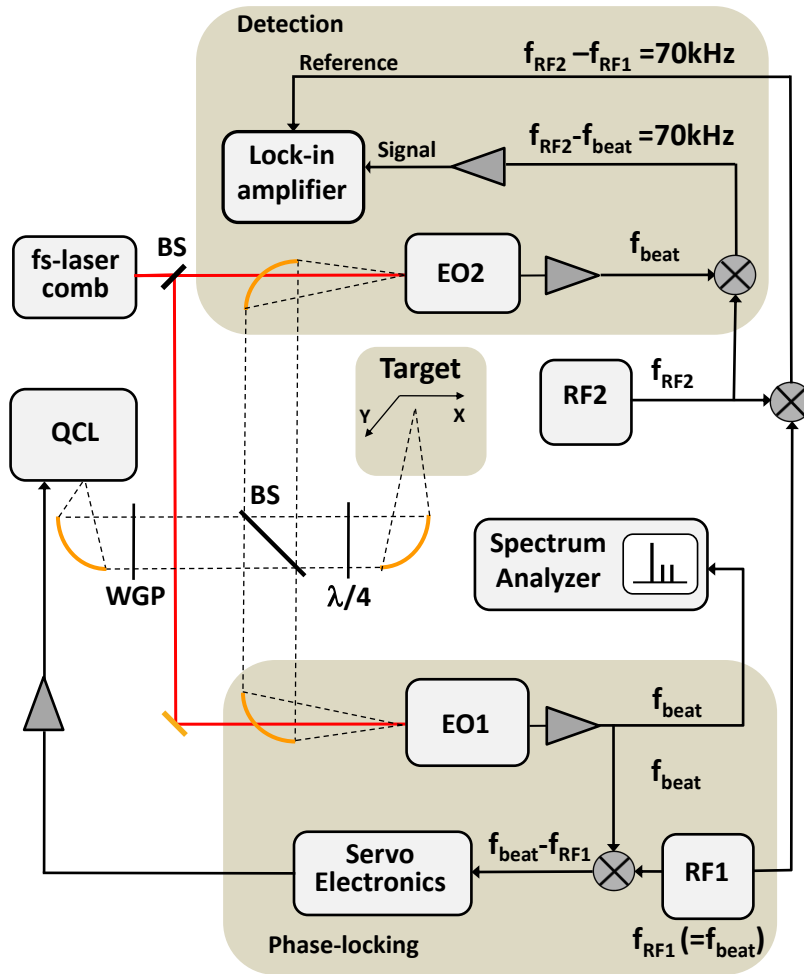 Detection
Reference
f_RF2 –f_RF1 =70kHz
Lock-in
amplifier
Signal
f_RF2-f_beat =70kHz
fs-laser
comb
BS
EO2
f_beat
Target
Y
X
RF2
f_RF2
QCL
BS
WGP
λ/4
Spectrum
Analyzer
EO1
f_beat
f_beat
Servo
Electronics
f_beat-f_RF1
RF1
f_RF1 (=f_beat)
Phase-locking